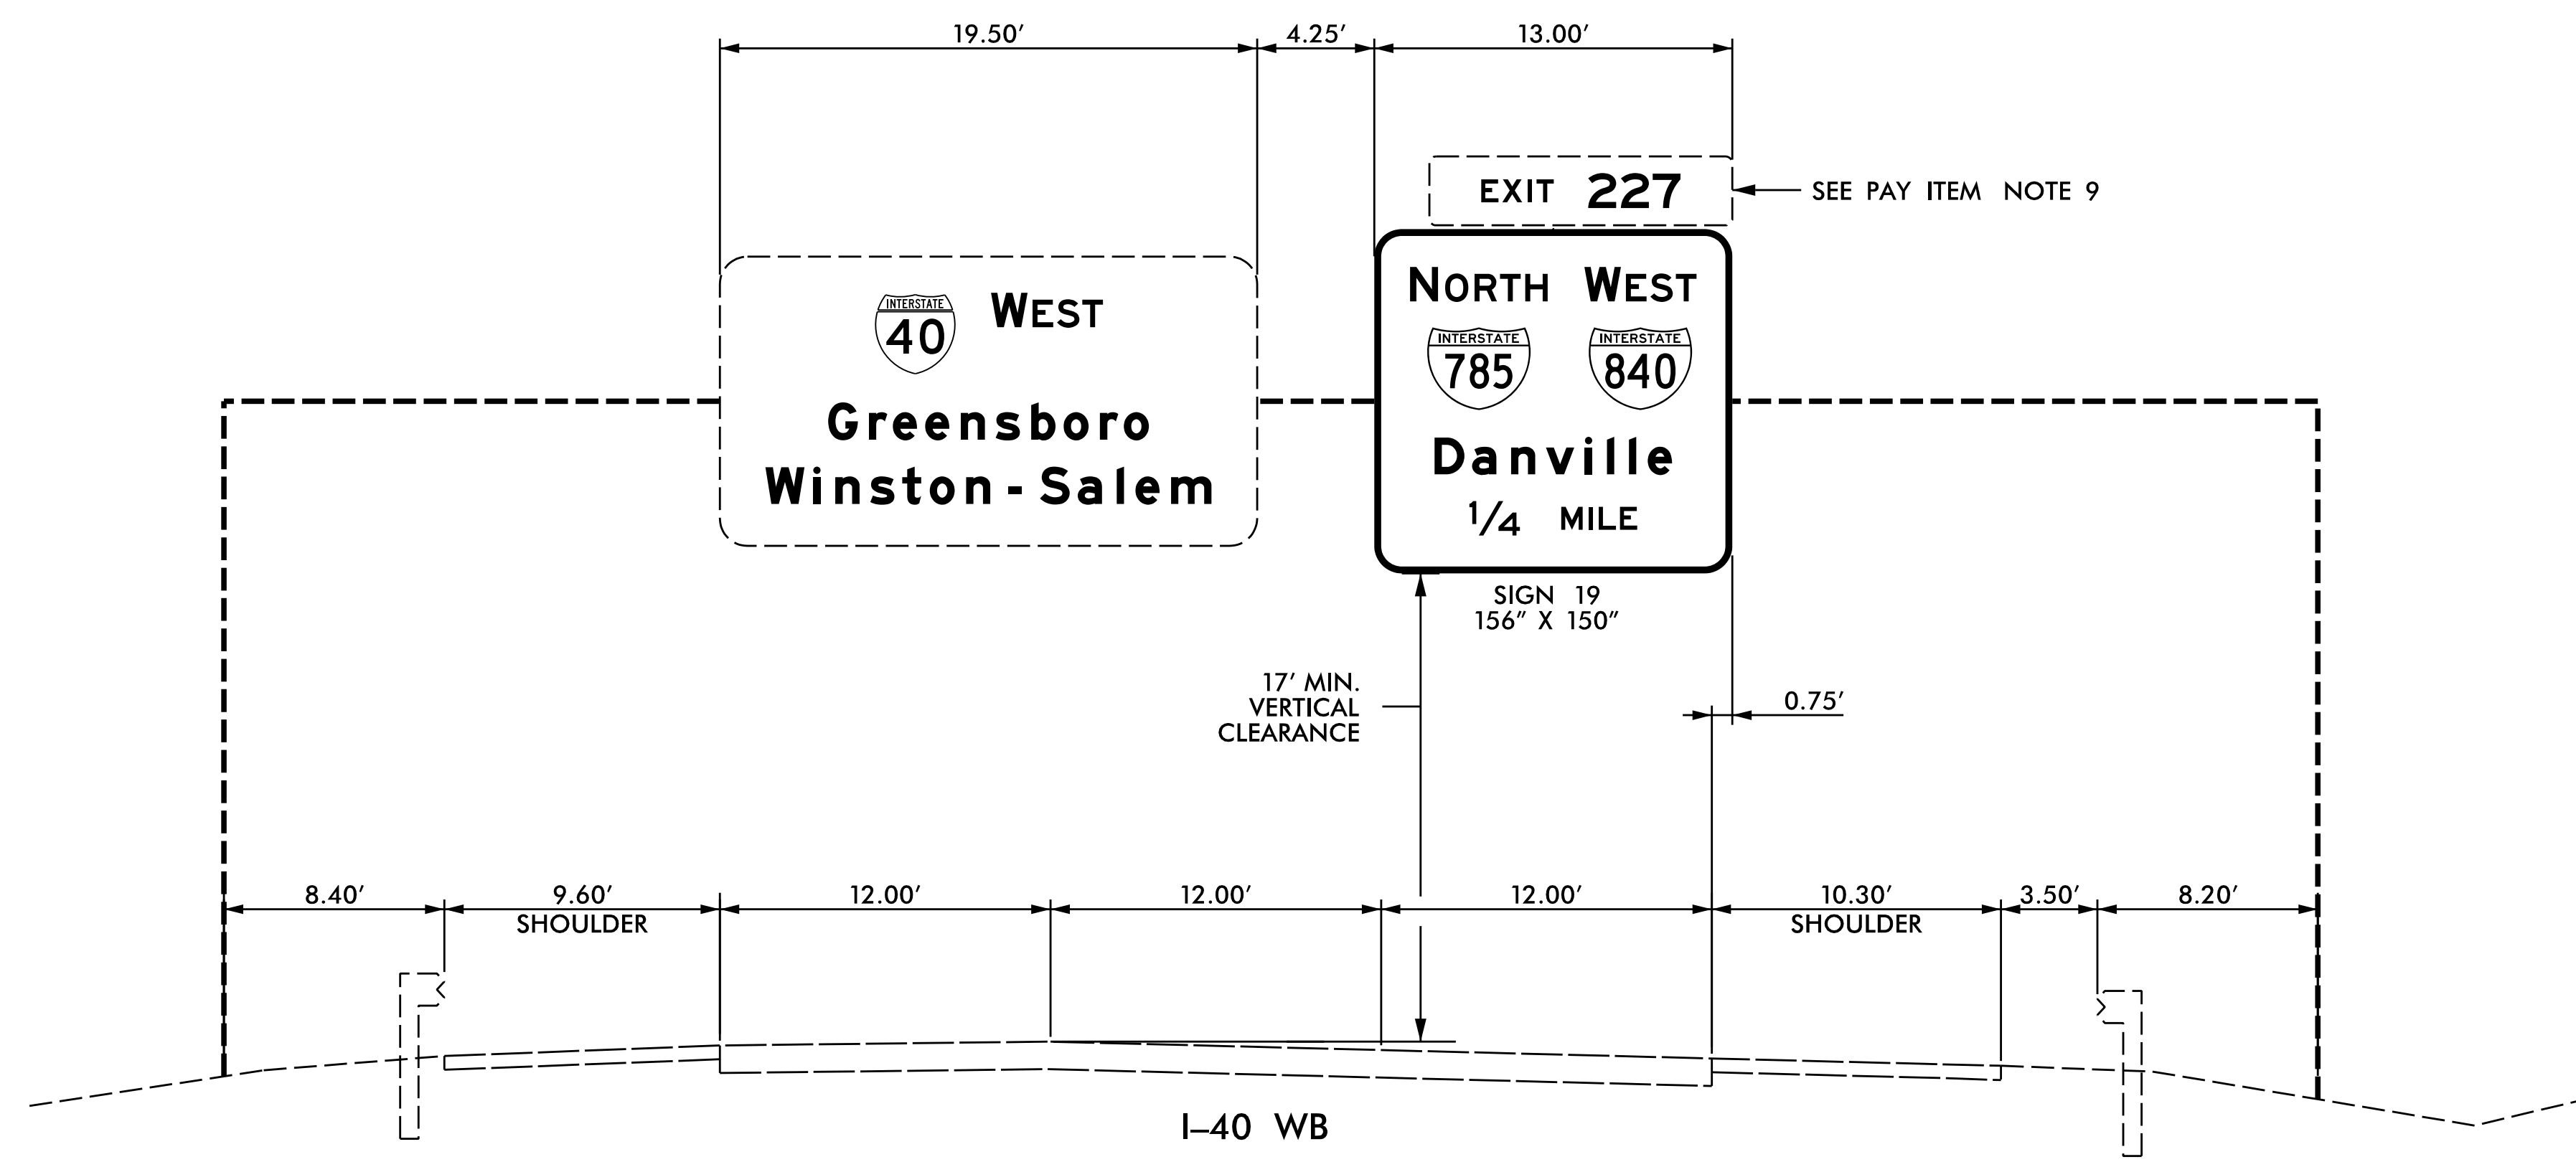 19.50′ 4.25′ 13.00′
EXIT 227
SEE PAY ITEM NOTE 9
INTERSTATE
40
WEST
Greensboro
Winston-Salem
NORTH WEST
INTERSTATE INTERSTATE
785 840
Danville
1/4 MILE
SIGN 19
156″ X 150″
17′ MIN.
VERTICAL
CLEARANCE
0.75′
8.40′ 9.60′ 12.00′ 12.00′ 12.00′ 10.30′ 3.50′ 8.20′
SHOULDER SHOULDER
I–40 WB